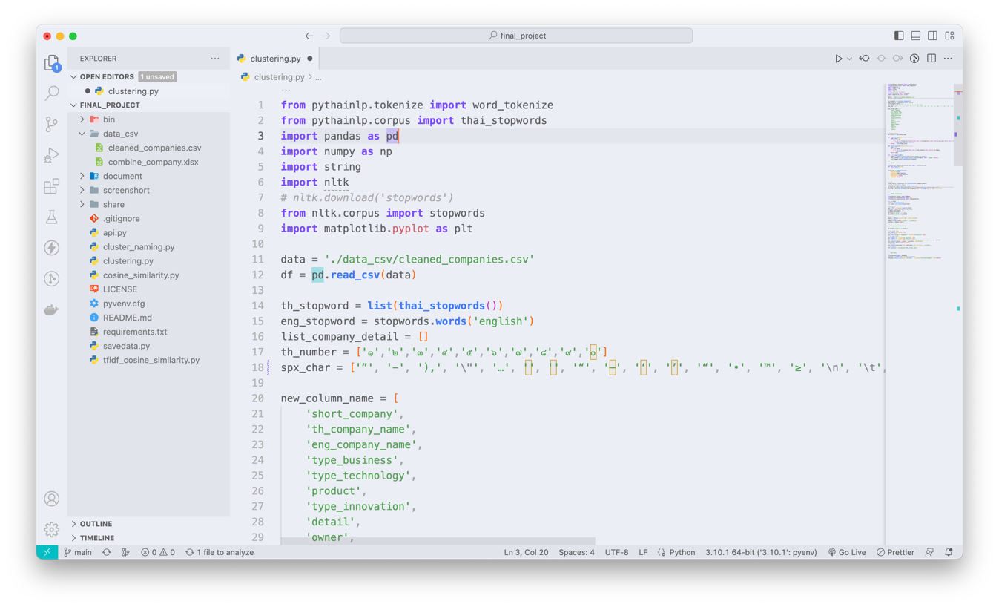 final_project
EXPLORER
OPEN EDITORS 1 unsaved
clustering.py
FINAL_PROJECT
bin
data_csv
cleaned_companies.csv
combine_company.xlsx
document
screenshort
share
.gitignore
api.py
cluster_naming.py
clustering.py
cosine_similarity.py
LICENSE
pyvenv.cfg
README.md
requirements.txt
savedata.py
tfidf_cosine_similarity.py
OUTLINE
TIMELINE
1
clustering.py
clustering.py > ...
1 from pythainlp.tokenize import word_tokenize
2 from pythainlp.corpus import thai_stopwords
3 import pandas as pd
4 import numpy as np
5 import string
6 import nltk
7 # nltk.download('stopwords')
8 from nltk.corpus import stopwords
9 import matplotlib.pyplot as plt
10
11 data = './data_csv/cleaned_companies.csv'
12 df = pd.read_csv(data)
13
14 th_stopword = list(thai_stopwords())
15 eng_stopword = stopwords.words('english')
16 list_company_detail = []
17 th_number = ['๑','๒','๓','๔','๕','๖','๗','๘','๙','๐']
18 spx_char = ['”', '–', '),', '\"', '…', '', '', '“', '–', '‘', '’', '“', '•', '™', '≥', '\n', '\t',
19
20 new_column_name = [
21 'short_company',
22 'th_company_name',
23 'eng_company_name',
24 'type_business',
25 'type_technology',
26 'product',
27 'type_innovation',
28 'detail',
29 'owner',
main 0 0 1 file to analyze Ln 3, Col 20 Spaces: 4 UTF-8 LF Python 3.10.1 64-bit ('3.10.1': pyenv) Go Live Prettier